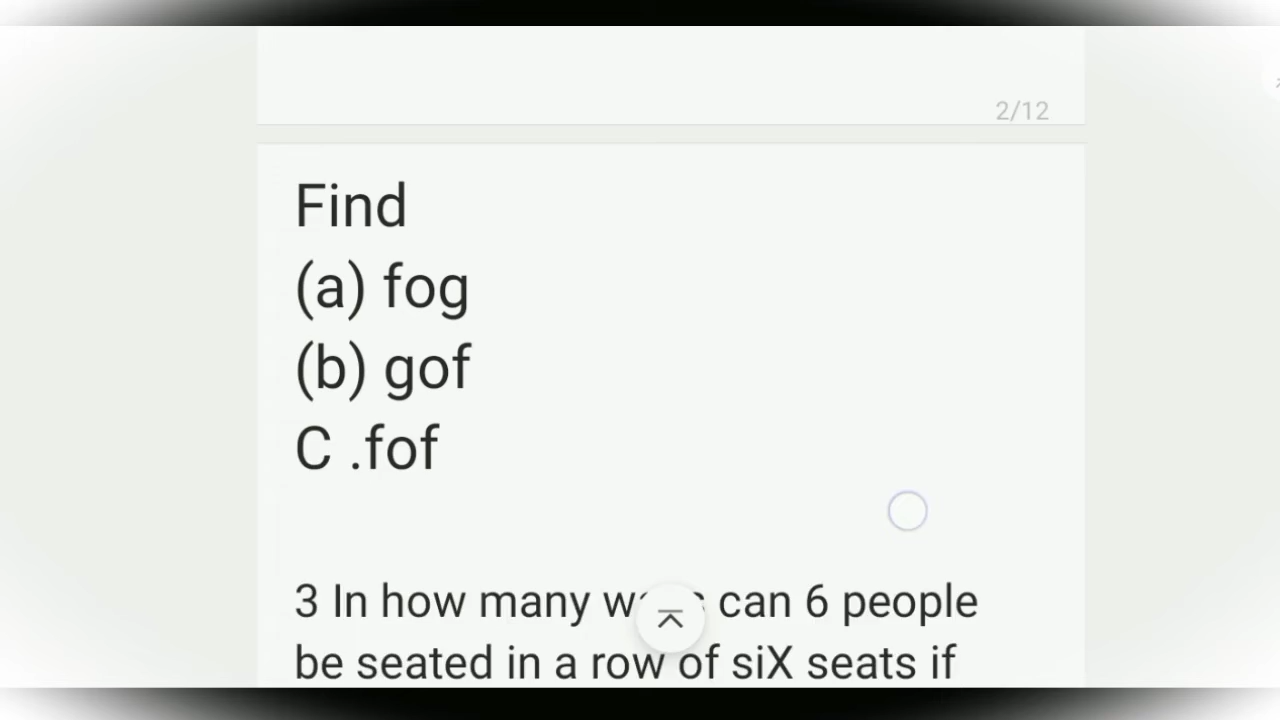 2/12
Find
(a) fog
(b) gof
C .fof
3 In how many can 6 people
be seated in a row of siX seats if